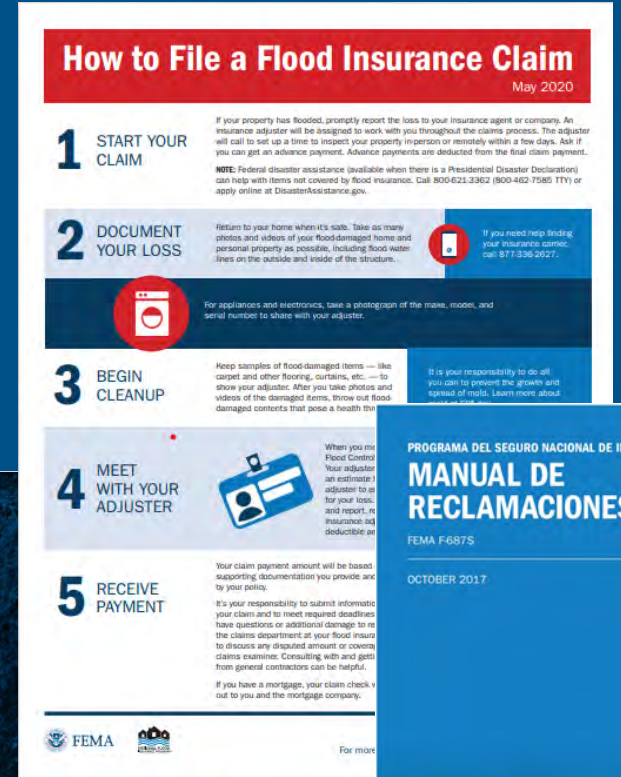 How to File a Flood Insurance Claim
May 2020
1
START YOUR
CLAIM
If your property has flooded, promptly report the loss to your insurance agent or company. An
insurance adjuster will be assigned to work with you throughout the claims process. The adjuster
will call to set up a time to inspect your property in-person or remotely within a few days. Ask if
you can get an advance payment. Advance payments are deducted from the final claim payment.
NOTE: Federal disaster assistance (available when there is a Presidential Disaster Declaration)
can help with items not covered by flood insurance. Call 800-621-3362 (800-462-7585 TTY) or
apply online at DisasterAssistance.gov.
2
DOCUMENT
YOUR LOSS
Return to your home when it's safe. Take as many
photos and videos of your flood-damaged home and
personal property as possible, including flood water
lines on the outside and inside of the structure.
If you need help finding
your insurance carrier,
call 877-336-2627.
For appliances and electronics, take a photograph of the make, model, and
serial number to share with your adjuster.
3
BEGIN
CLEANUP
Keep samples of flood-damaged items — like
carpet and other flooring, curtains, etc. — to
show your adjuster. After you take photos and
videos of the damaged items, throw out flood-
damaged contents that pose a health
It is your responsibility to do all
you can to prevent the growth and
spread of mold. Learn more about
4
MEET
WITH YOUR
ADJUSTER
When you
Flood Control
Your adjuster
an estimate
adjuster to
for your loss.
and report,
insurance
deductible
5
RECEIVE
PAYMENT
Your claim payment amount will be based
supporting documentation you provide and
by your policy.
It's your responsibility to submit
your claim and to meet required deadlines
have questions or additional damage to
the claims department at your flood
to discuss any disputed amount or
claims examiner. Consulting with and
from general contractors can be helpful.
If you have a mortgage, your claim check
out to you and the mortgage company.
FEMA
For more
PROGRAMA DEL SEGURO NACIONAL DE
MANUAL DE
RECLAMACIONES
FEMA F-687S
OCTOBER 2017